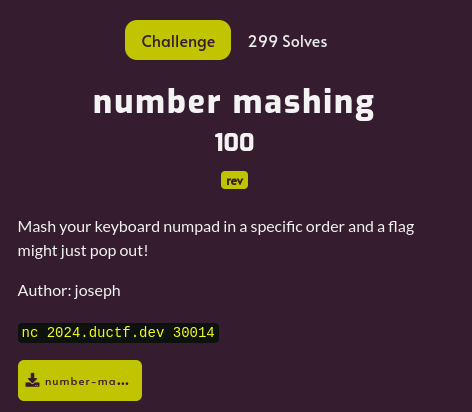 Challenge 299 Solves
number mashing
100
rev
Mash your keyboard numpad in a specific order and a flag
might just pop out!
Author: joseph
nc 2024.ductf.dev 30014
number-ma...